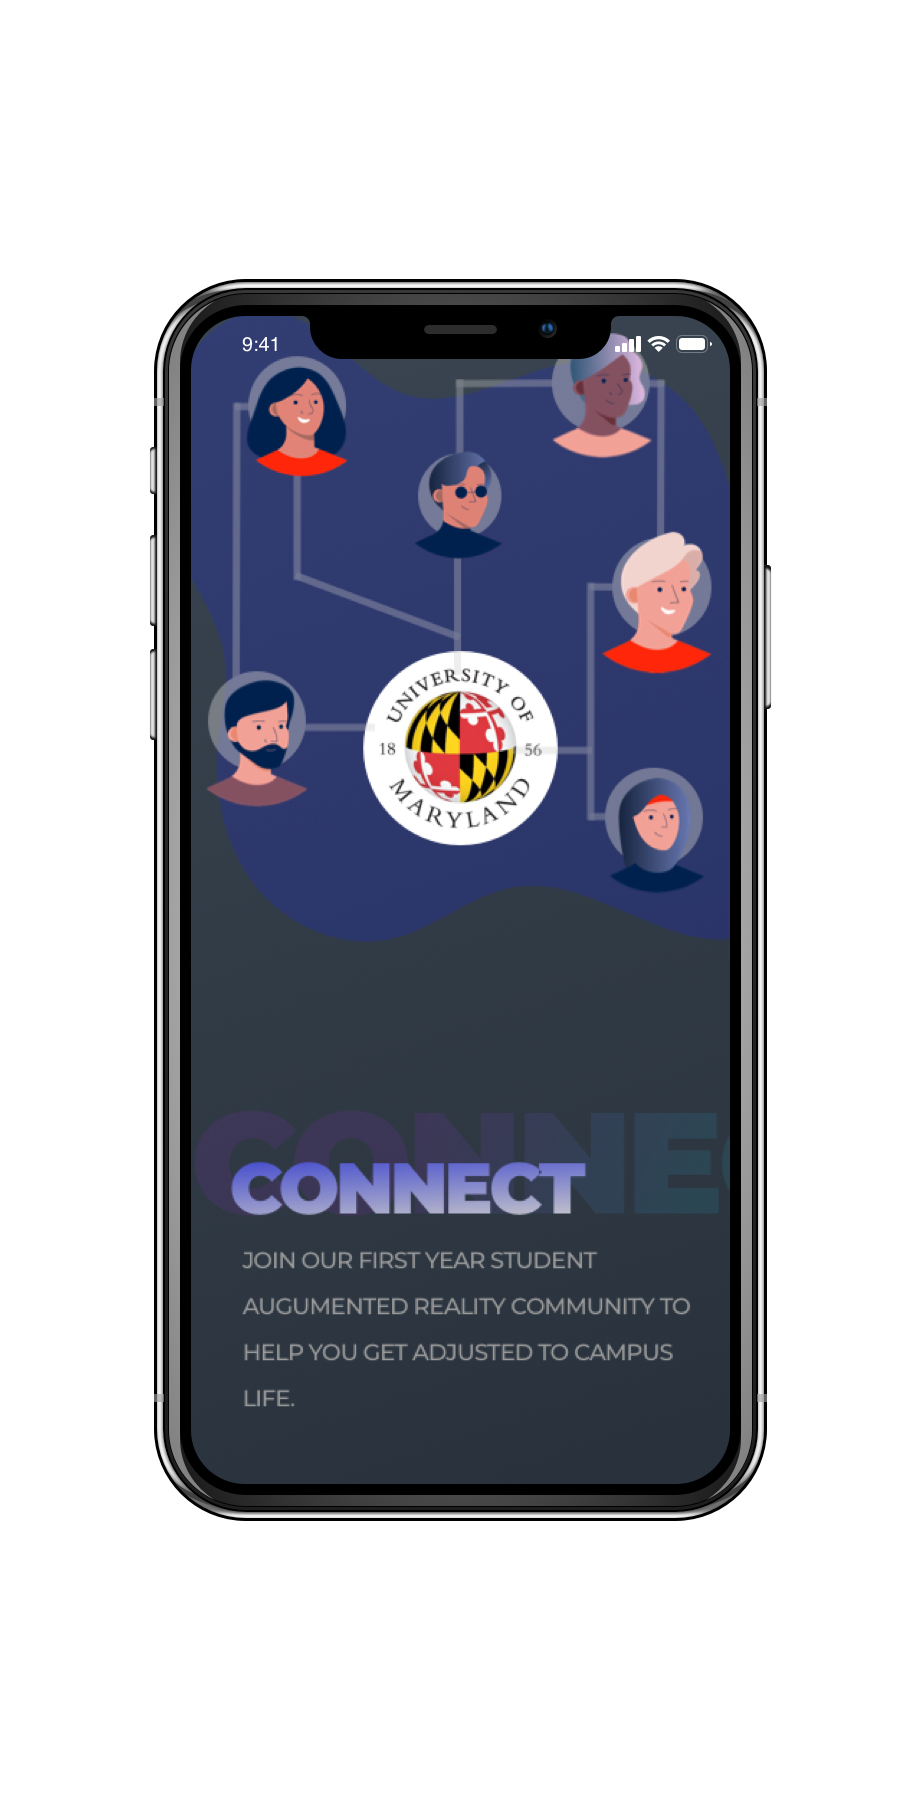 9:41
UNIVERSITY OF
18 56
MARYLAND
CONNEC
CONNECT
JOIN OUR FIRST YEAR STUDENT
AUGUMENTED REALITY COMMUNITY TO
HELP YOU GET ADJUSTED TO CAMPUS
LIFE.